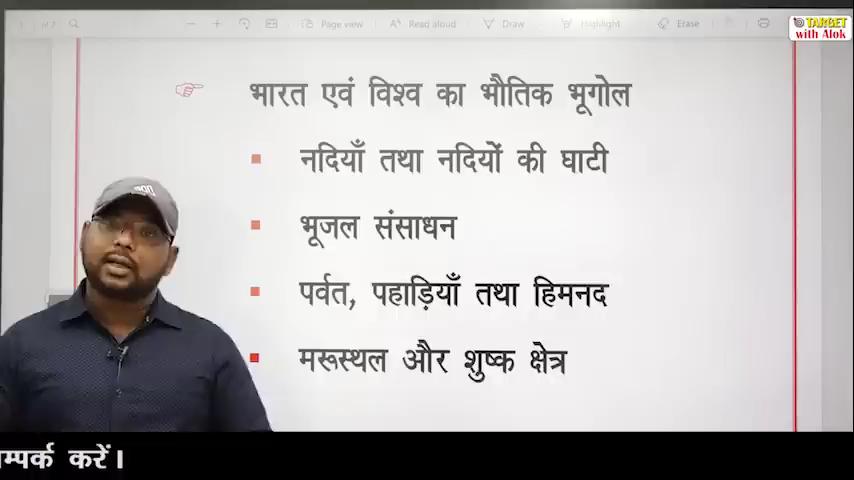 Page view
Read aloud
Draw
Highlight
Erase
TARGET
with Alok
भारत एवं विश्व का भौतिक भूगोल
नदियाँ तथा नदियों की घाटी
भूजल संसाधन
पर्वत, पहाड़ियाँ तथा हिमनद
मरूस्थल और शुष्क क्षेत्र
करें।